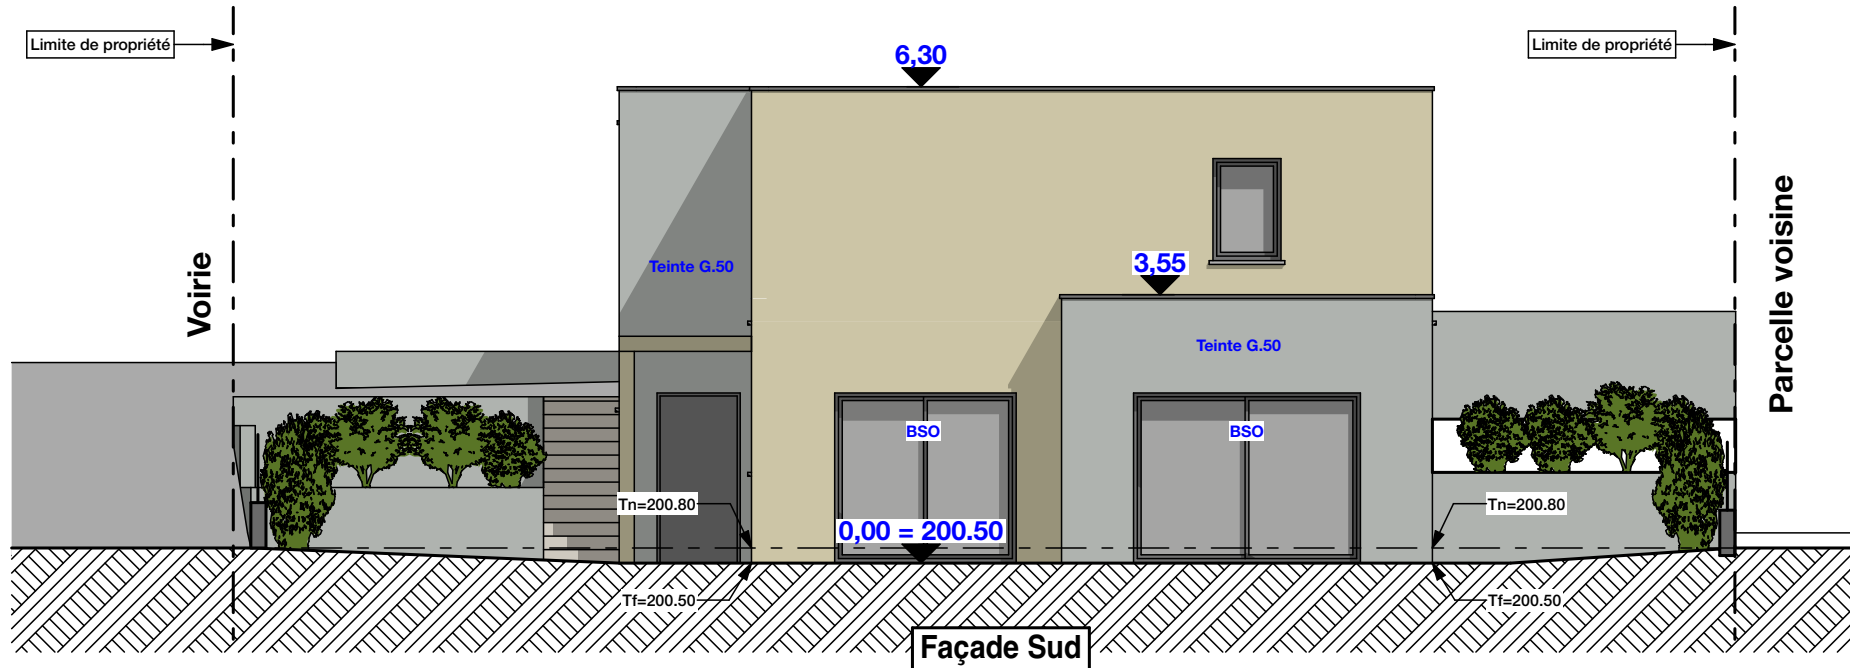 Limite de propriété
Limite de propriété
6,30
Voirie
Teinte G.50
3,55
Parcelle voisine
Teinte G.50
BSO
BSO
Tn=200.80
Tn=200.80
0,00 = 200.50
Tf=200.50
Tf=200.50
Façade Sud